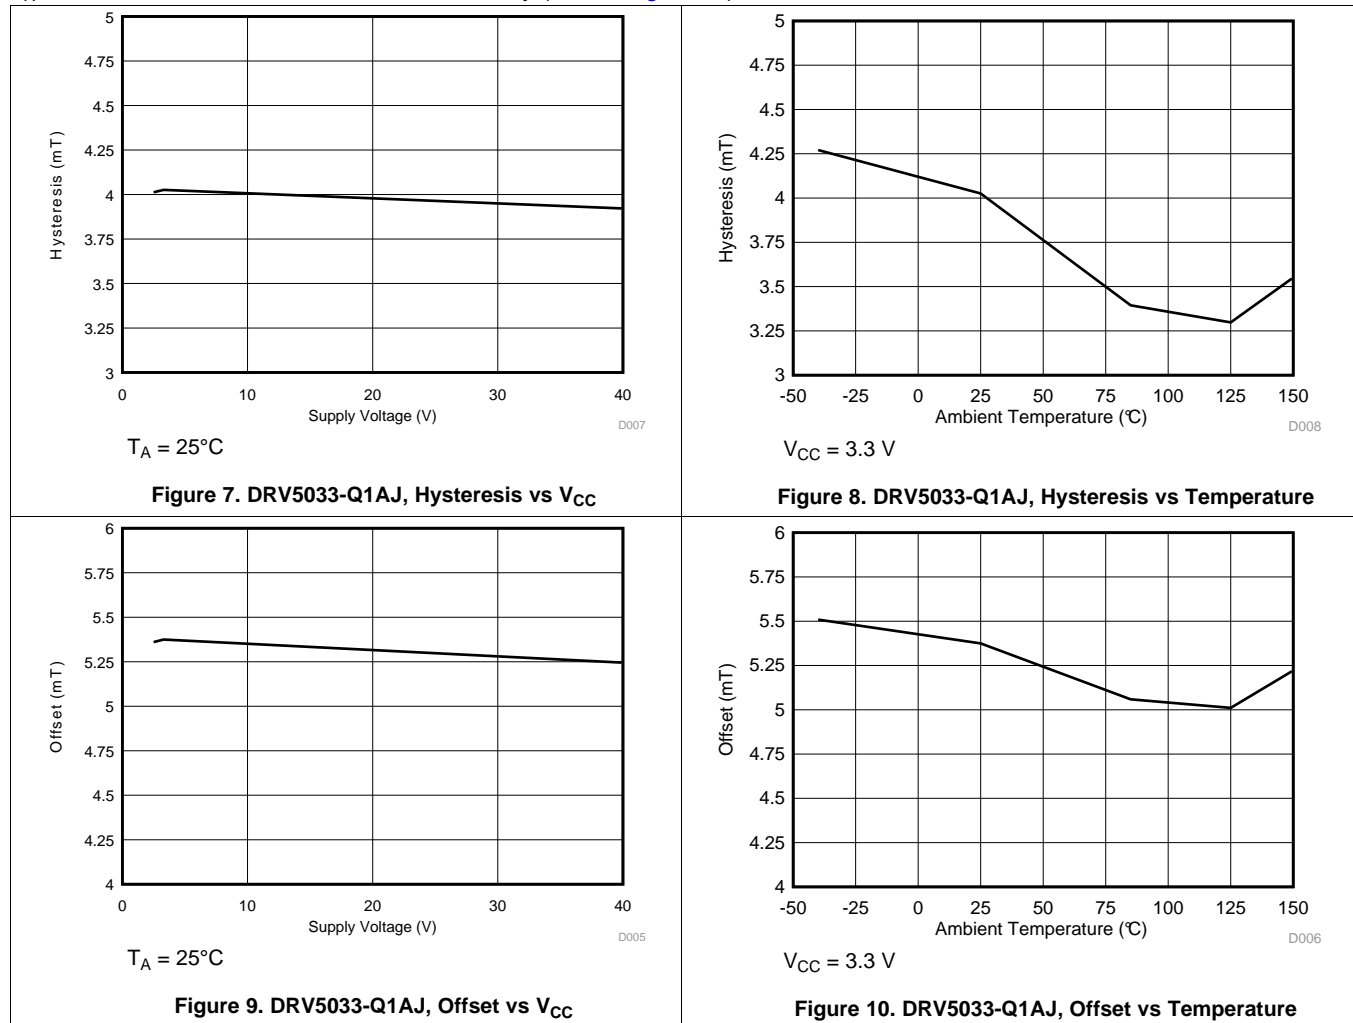 5
4.75
4.5
4.25
4
3.75
3.5
3.25
3
0 10 20 30 40
Hysteresis (mT)
Supply Voltage (V)
D007
T_A = 25°C
Figure 7. DRV5033-Q1AJ, Hysteresis vs V_CC
5
4.75
4.5
4.25
4
3.75
3.5
3.25
3
-50 -25 0 25 50 75 100 125 150
Hysteresis (mT)
Ambient Temperature (°C)
D008
V_CC = 3.3 V
Figure 8. DRV5033-Q1AJ, Hysteresis vs Temperature
6
5.75
5.5
5.25
5
4.75
4.5
4.25
4
0 10 20 30 40
Offset (mT)
Supply Voltage (V)
D005
T_A = 25°C
Figure 9. DRV5033-Q1AJ, Offset vs V_CC
6
5.75
5.5
5.25
5
4.75
4.5
4.25
4
-50 -25 0 25 50 75 100 125 150
Offset (mT)
Ambient Temperature (°C)
D006
V_CC = 3.3 V
Figure 10. DRV5033-Q1AJ, Offset vs Temperature